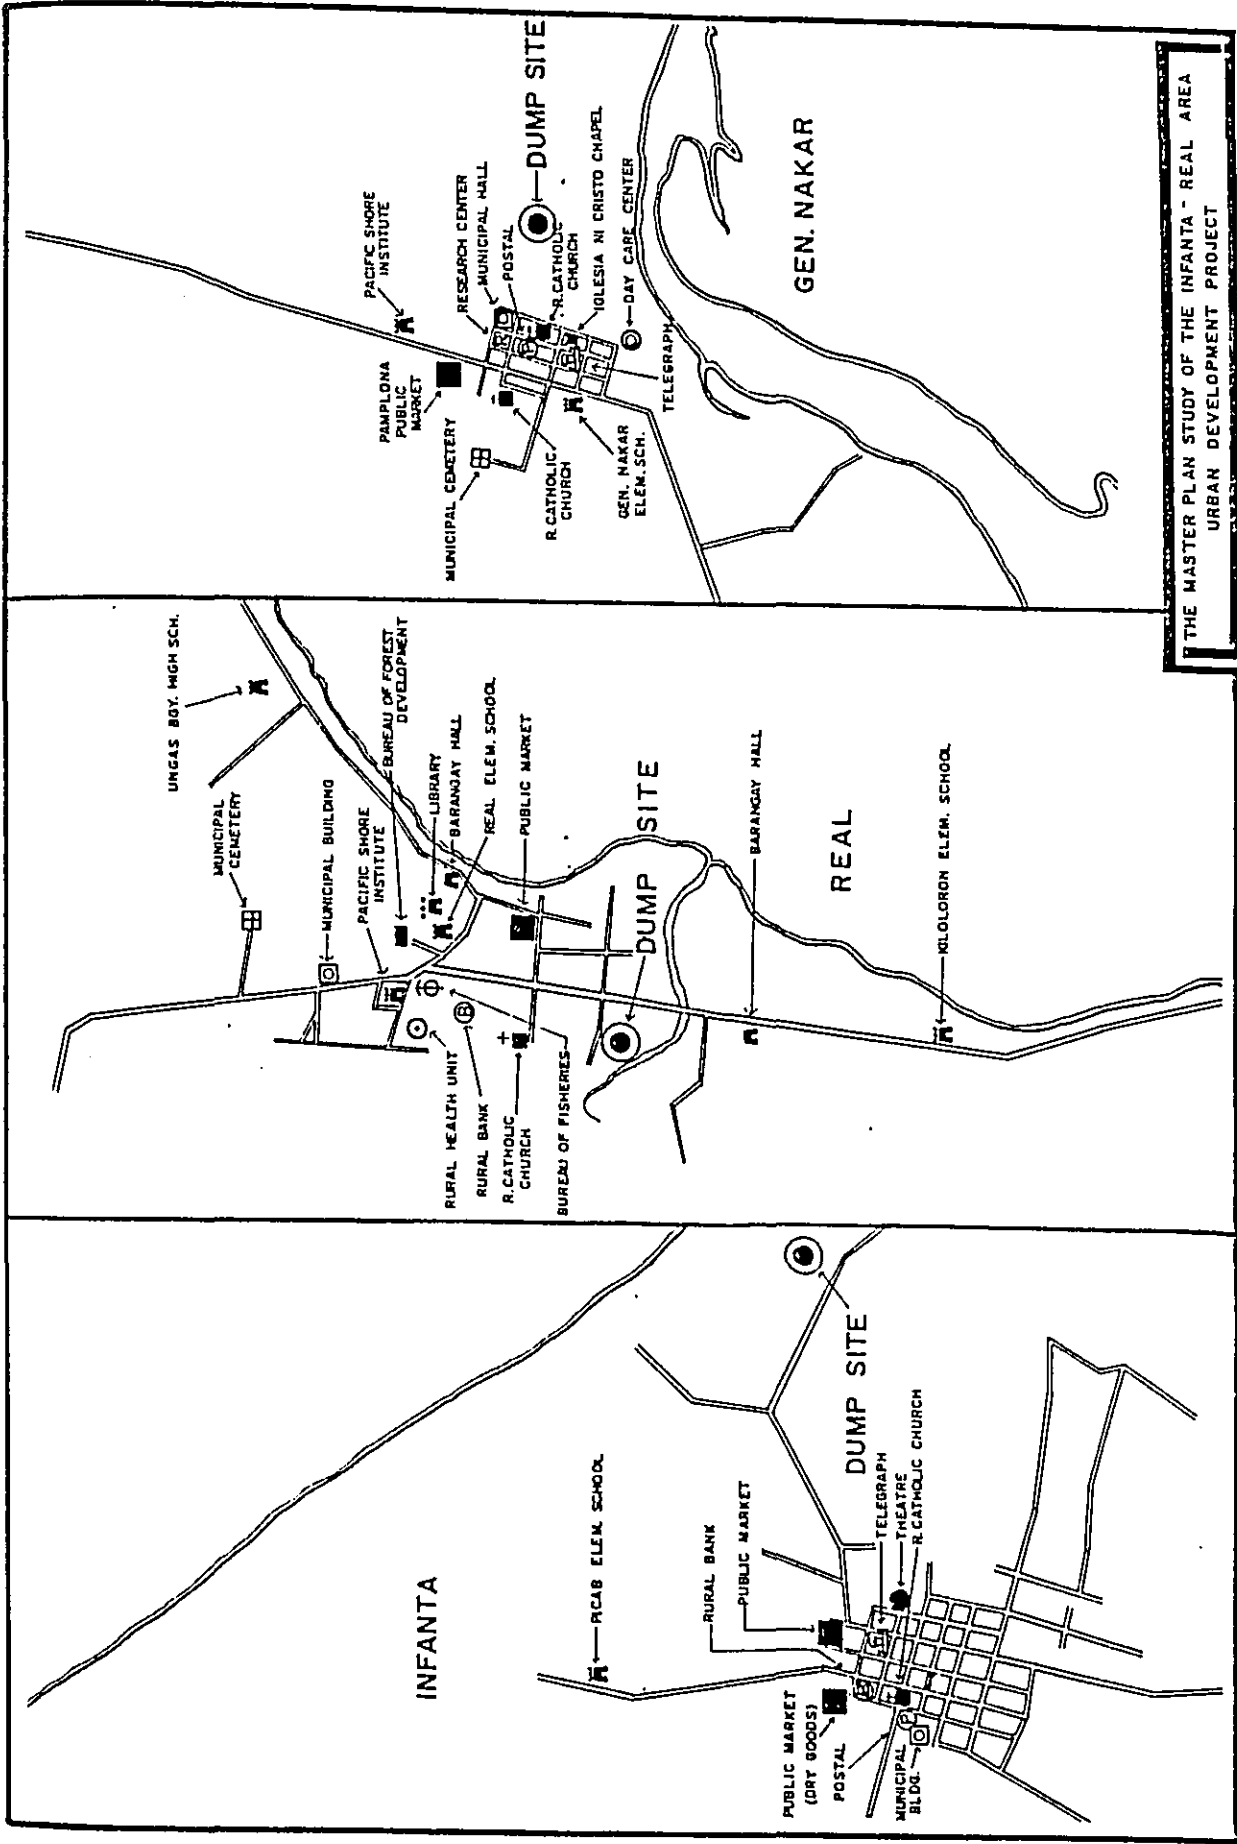 INFANTA
PICAB ELEM. SCHOOL
RURAL BANK
PUBLIC MARKET
PUBLIC MARKET
(DRY GOODS)
POSTAL
MUNICIPAL
BLDG.
DUMP SITE
TELEGRAPH
THEATRE
R. CATHOLIC CHURCH
UNGAS BGY. HIGH SCH.
MUNICIPAL
CEMETERY
MUNICIPAL BUILDING
PACIFIC SHORE
INSTITUTE
BUREAU OF FOREST
DEVELOPMENT
LIBRARY
BARANGAY HALL
REAL ELEM. SCHOOL
PUBLIC MARKET
RURAL HEALTH UNIT
RURAL BANK
R.CATHOLIC
CHURCH
BUREAU OF FISHERIES
DUMP SITE
BARANGAY HALL
REAL
KILOLORON ELEM. SCHOOL
PACIFIC SHORE
INSTITUTE
PAMPLONA
PUBLIC
MARKET
MUNICIPAL CEMETERY
RESEARCH CENTER
MUNICIPAL HALL
POSTAL
DUMP SITE
R.CATHOLIC
CHURCH
R.CATHOLIC
CHURCH
IGLESIA NI CRISTO CHAPEL
DAY CARE CENTER
GEN. NAKAR
ELEM. SCH.
TELEGRAPH
GEN. NAKAR
THE MASTER PLAN STUDY OF THE INFANTA - REAL AREA
URBAN DEVELOPMENT PROJECT